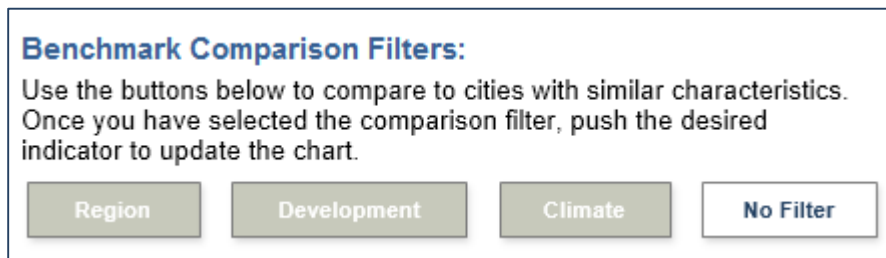 Benchmark Comparison Filters:
Use the buttons below to compare to cities with similar characteristics.
Once you have selected the comparison filter, push the desired
indicator to update the chart.
Region Development Climate No Filter